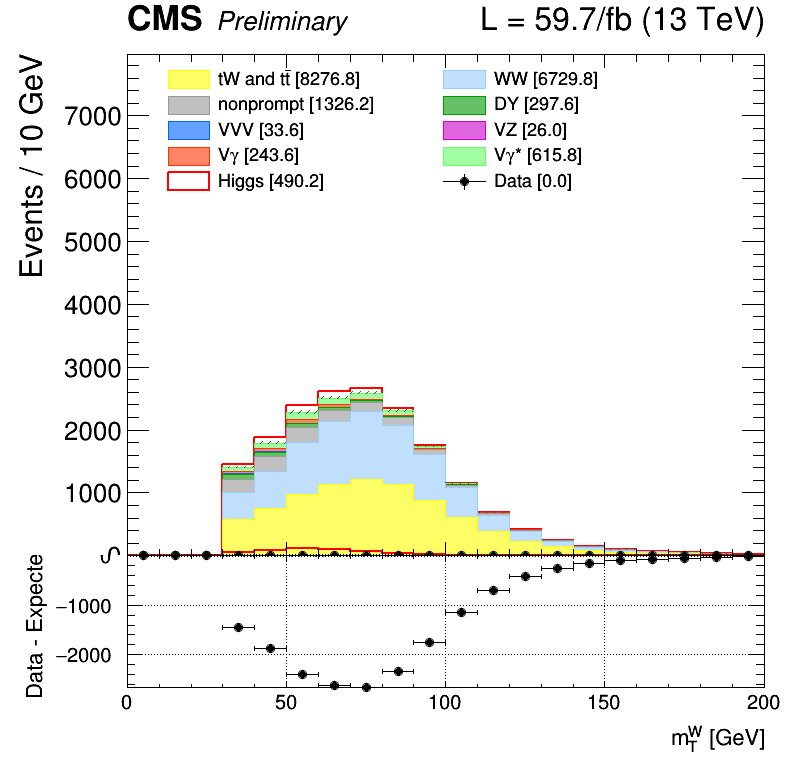 CMS Preliminary L = 59.7/fb (13 TeV)
Events / 10 GeV
tW and tt̄ [8276.8] WW [6729.8]
nonprompt [1326.2] DY [297.6]
VVV [33.6] VZ [26.0]
Vγ [243.6] Vγ* [615.8]
Higgs [490.2] Data [0.0]
7000
6000
5000
4000
3000
2000
1000
0
Data - Expecte
−1000
−2000
0 50 100 150 200
m_T^W [GeV]